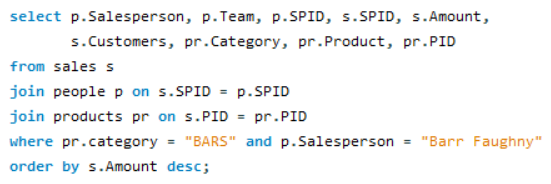 select p.Salesperson, p.Team, p.SPID, s.SPID, s.Amount,
s.Customers, pr.Category, pr.Product, pr.PID
from sales s
join people p on s.SPID = p.SPID
join products pr on s.PID = pr.PID
where pr.category = "BARS" and p.Salesperson = "Barr Faughny"
order by s.Amount desc;